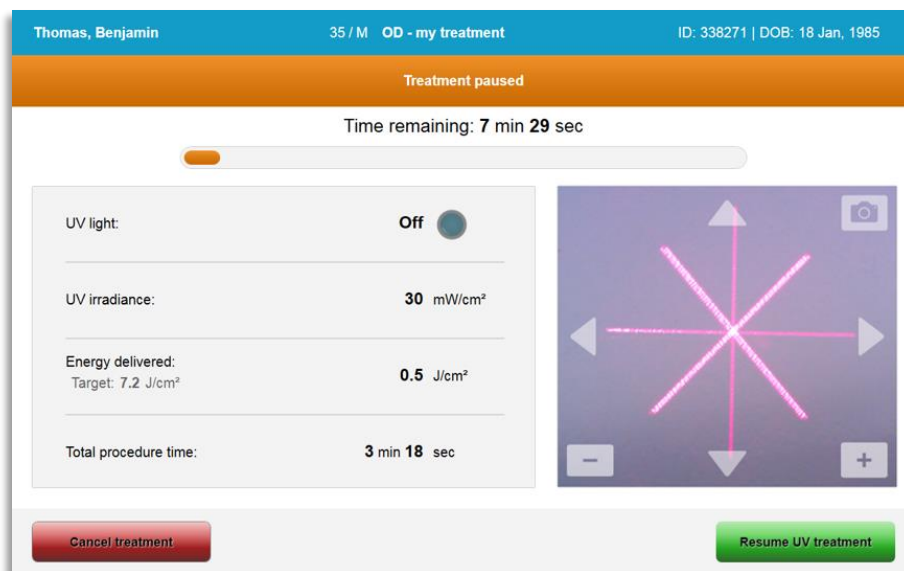 Thomas, Benjamin 35 / M OD - my treatment ID: 338271 | DOB: 18 Jan, 1985
Treatment paused
Time remaining: 7 min 29 sec
UV light: Off
UV irradiance: 30 mW/cm²
Energy delivered:
Target: 7.2 J/cm²
0.5 J/cm²
Total procedure time: 3 min 18 sec
Cancel treatment Resume UV treatment